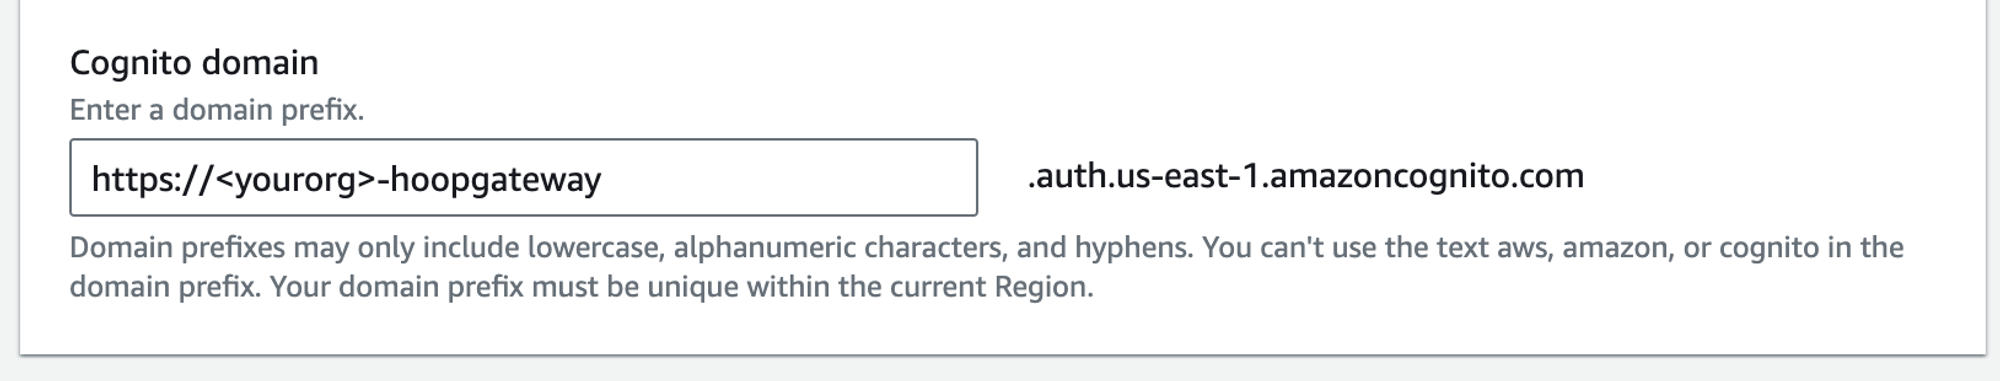 Cognito domain
Enter a domain prefix.
https://<yourorg>-hoopgateway .auth.us-east-1.amazoncognito.com
Domain prefixes may only include lowercase, alphanumeric characters, and hyphens. You can't use the text aws, amazon, or cognito in the
domain prefix. Your domain prefix must be unique within the current Region.